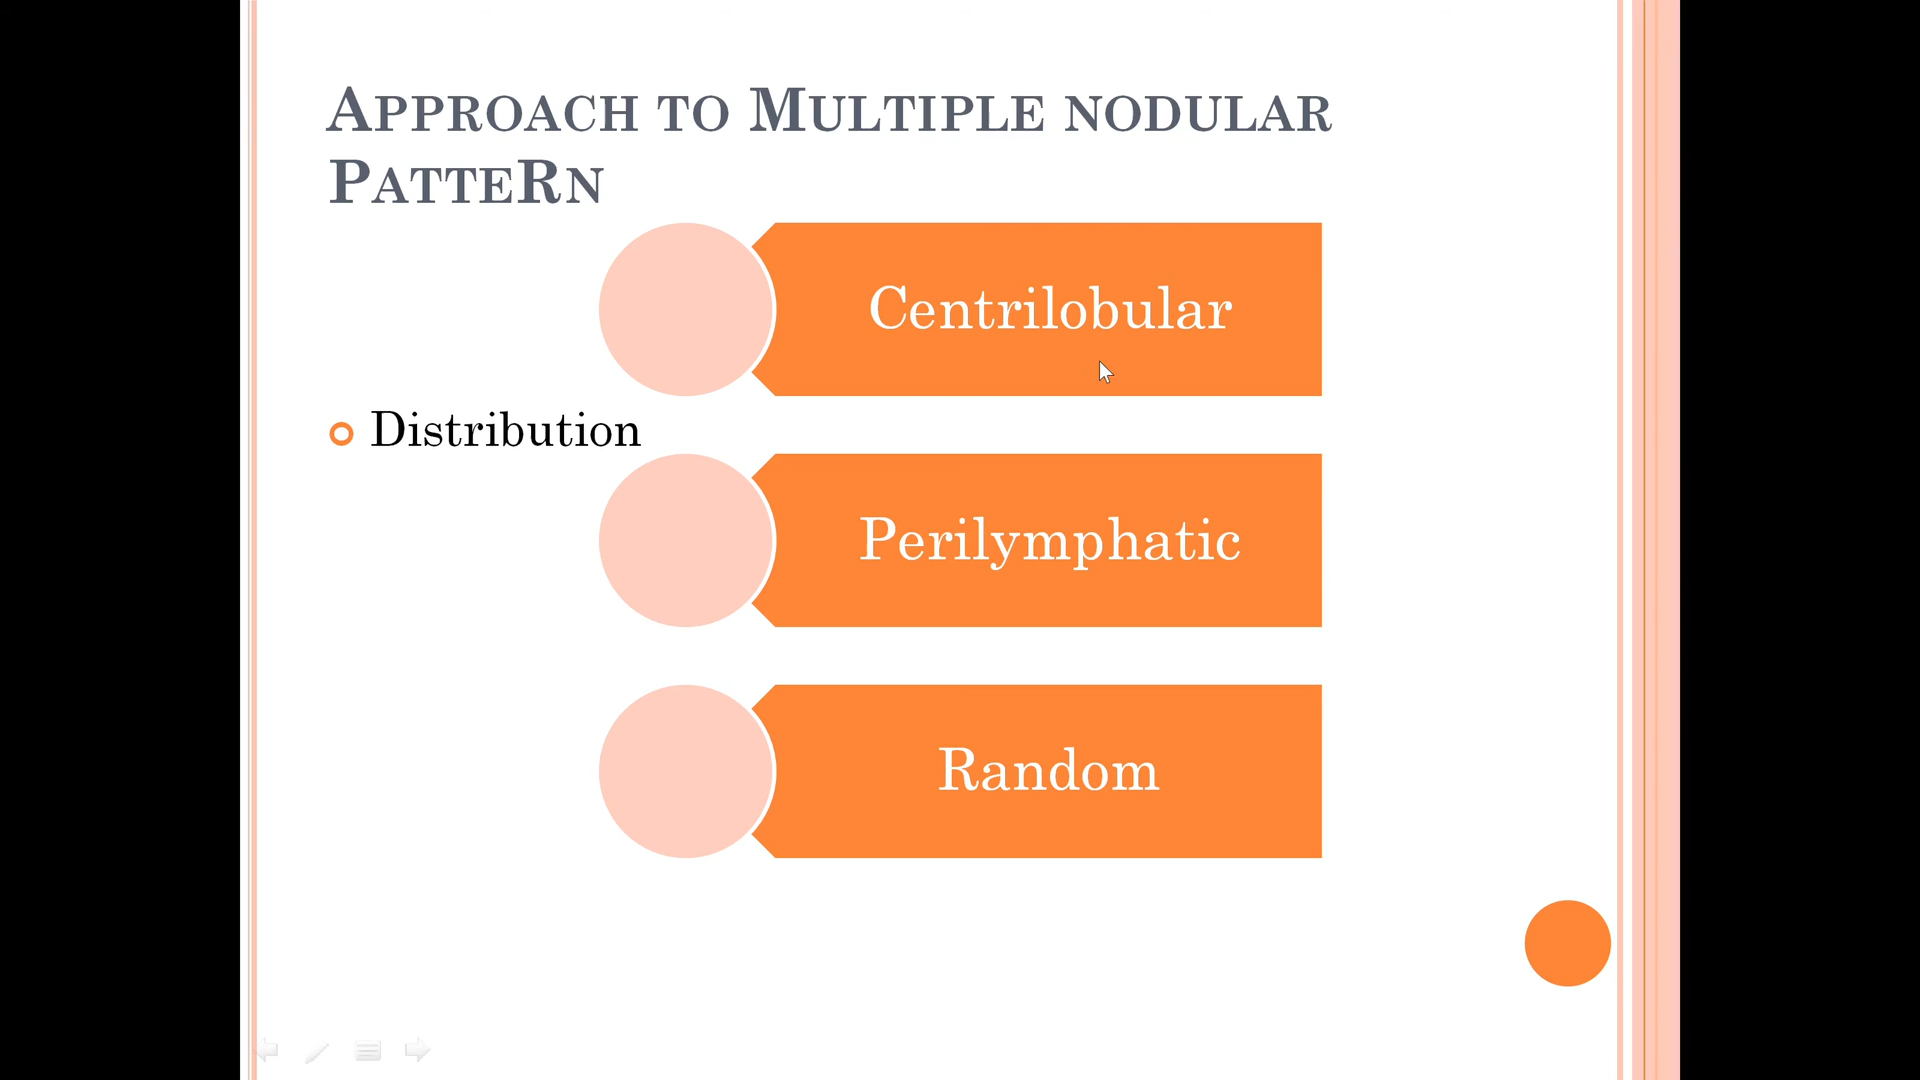 Approach to Multiple nodular
PatteRn
Centrilobular
Distribution
Perilymphatic
Random